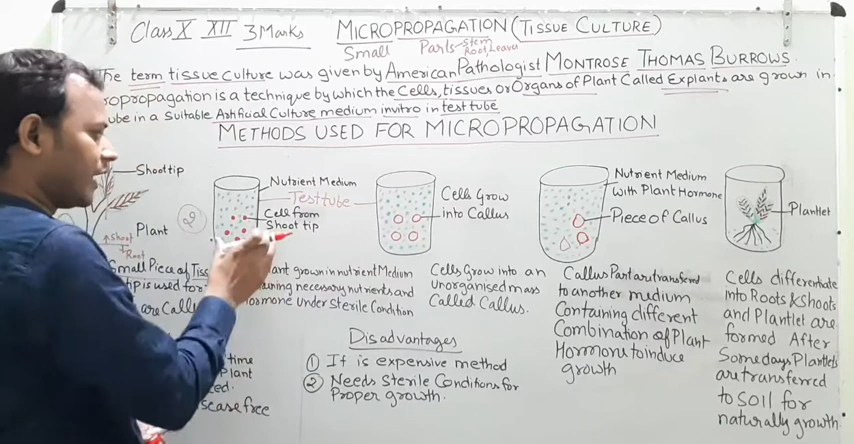 Class X XII 3 Marks MICROPROPAGATION (TISSUE CULTURE)
Small Parts Stem
Root, Leaves
The term tissue culture was given by American Pathologist MONTROSE THOMAS BURROWS.
opropagation is a technique by which the Cells, tissues or Organs of Plant Called Explants are grown in
ube in a suitable Artificial Culture medium invitro in test tube
METHODS USED FOR MICROPROPAGATION
Shoot tip
Plant
Shoot
Root
Nutrient Medium
Test tube
Cell from
Shoot tip
2
Cells Grow
into Callus
Nutrient Medium
with Plant Hormone
Piece of Callus
Plantlet
Small Piece of Tiss
tip is used for
are Callu
lant grown in nutrient Medium
ining necessary nutrients and
ormone Under Sterile Condition
Cells Grow into an
unorganised mass
Called Callus.
Callus Part are transferd
to another medium
Containing different
Combination of Plant
Hormone to induce
growth
Cells differentiate
into Roots & Shoots
and Plantlet are
formed After
Some days Plantlets
are transferred
to Soil for
naturally growth
time
Plant
ced.
sease free
Disadvantages
① It is expensive method
② Needs Sterile Conditions for
Proper growth.